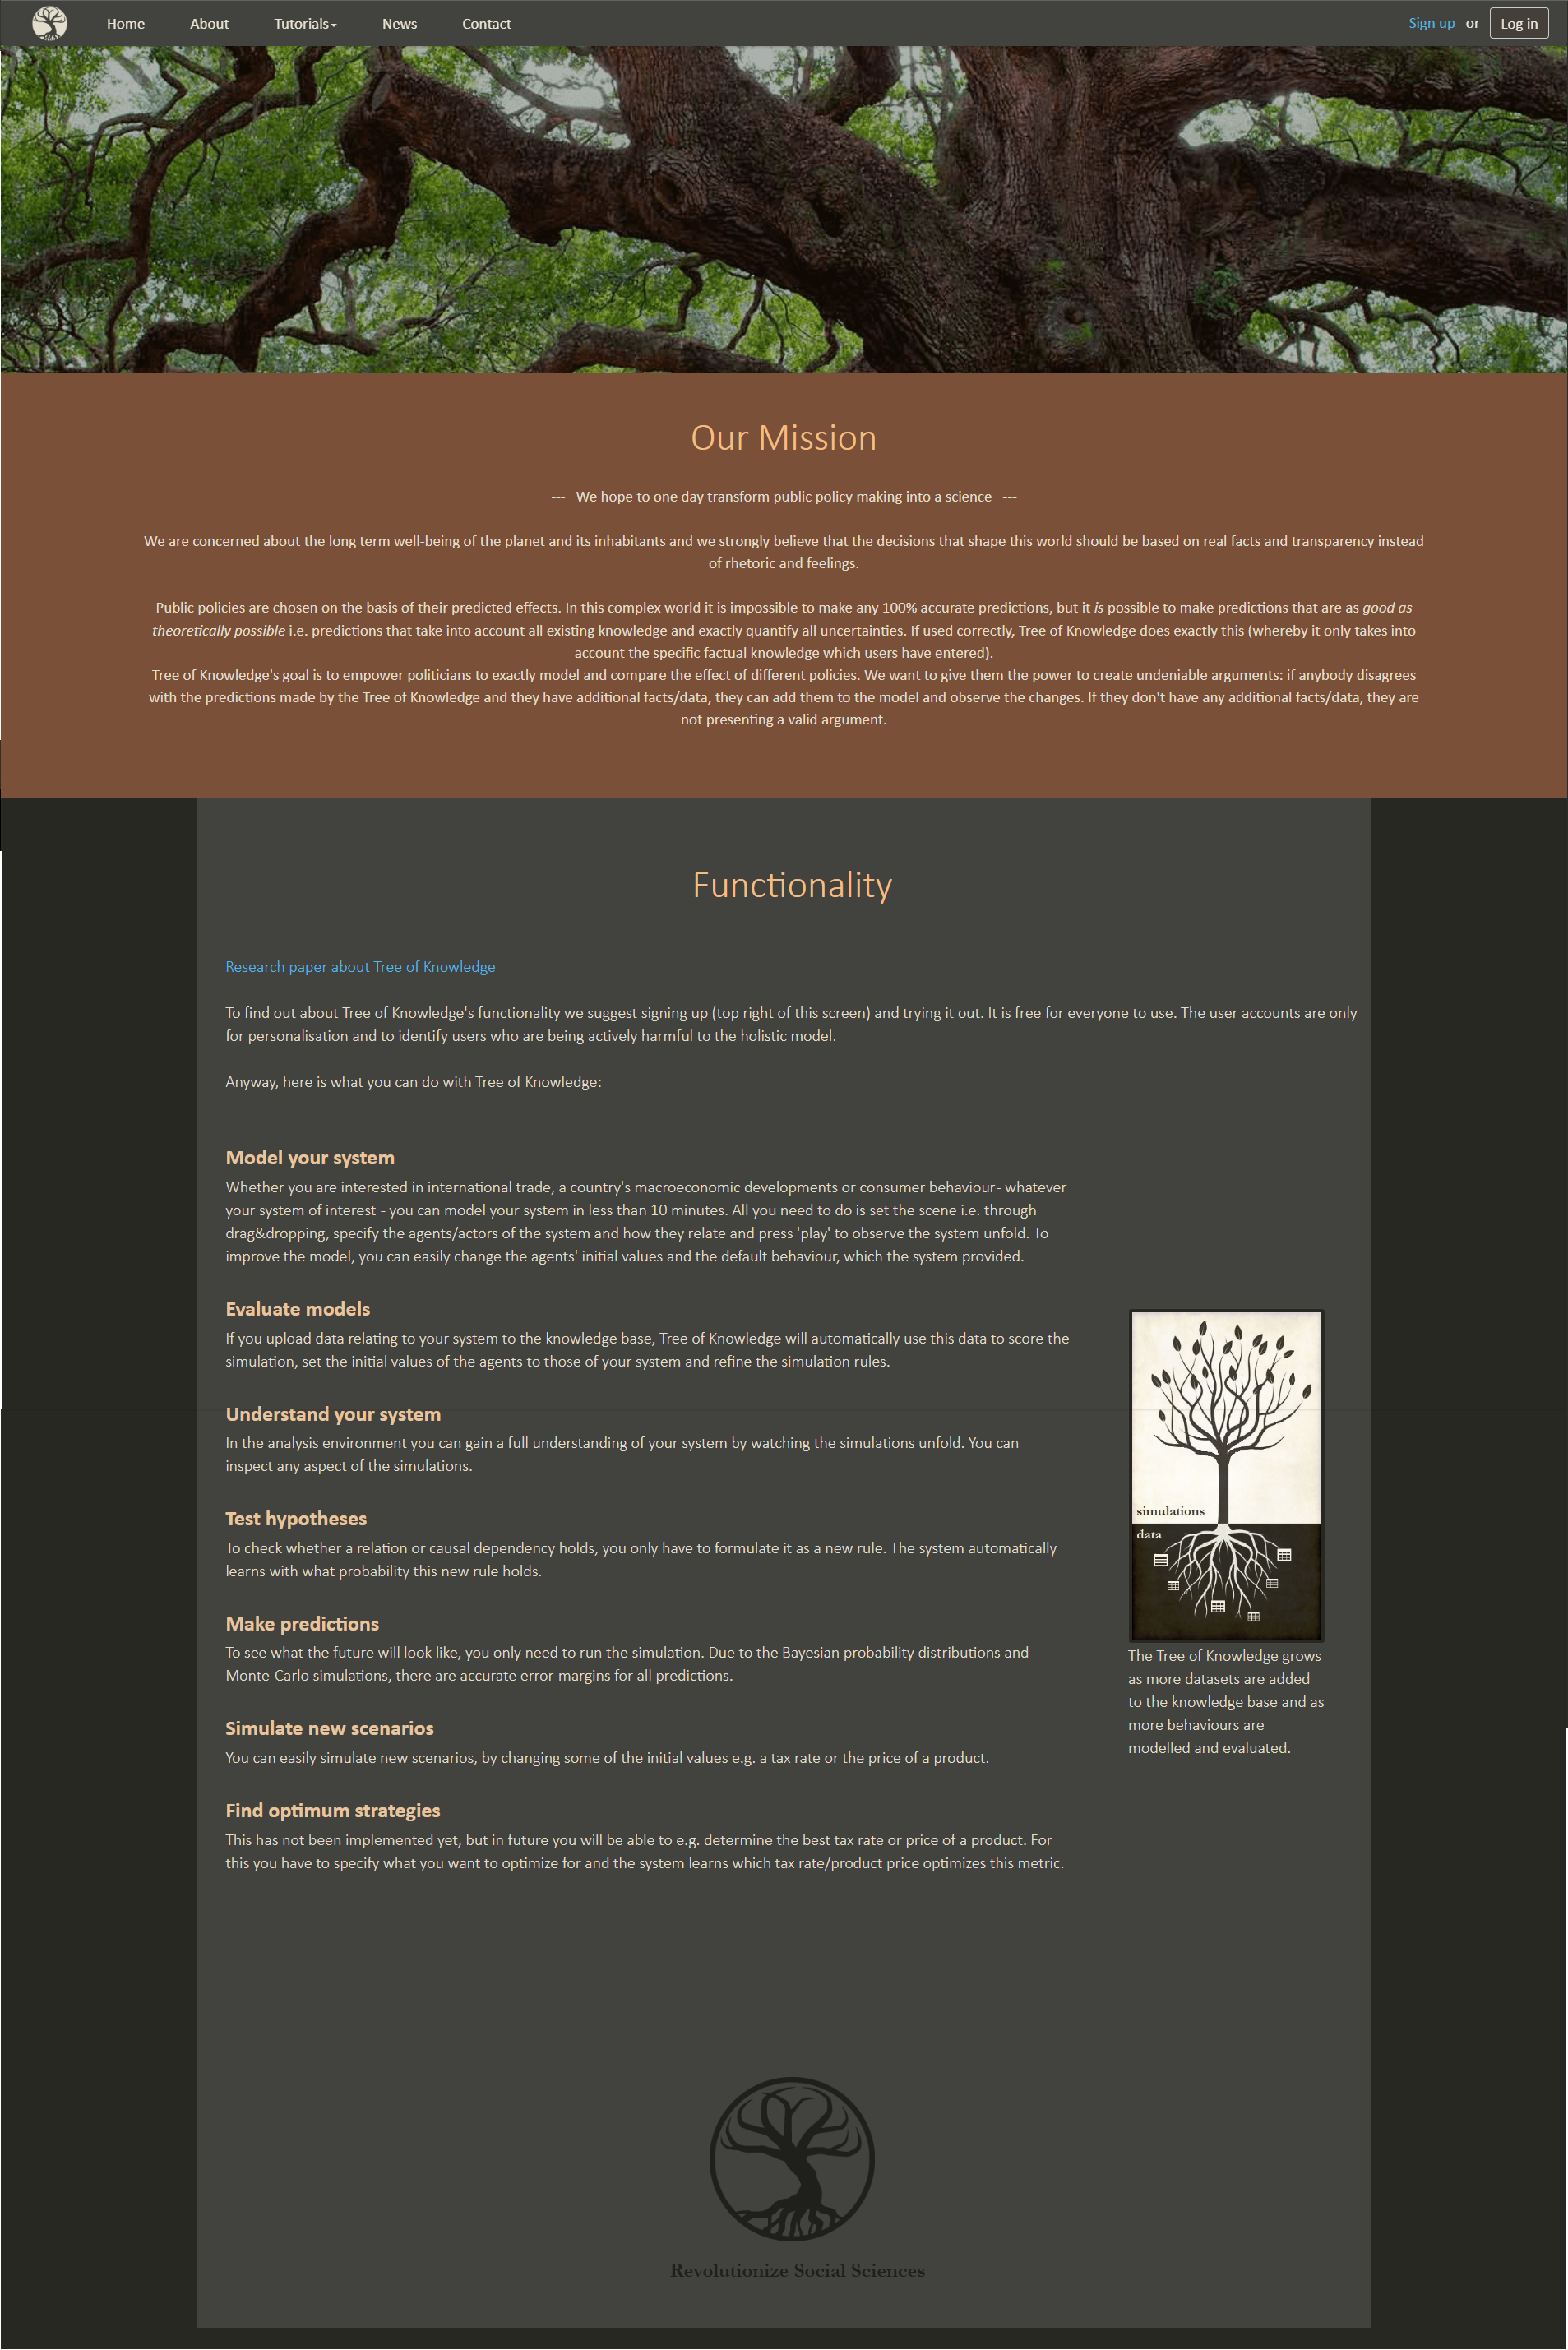 Home About Tutorials News Contact Sign up or Log in
Our Mission
--- We hope to one day transform public policy making into a science ---
We are concerned about the long term well-being of the planet and its inhabitants and we strongly believe that the decisions that shape this world should be based on real facts and transparency instead
of rhetoric and feelings.
Public policies are chosen on the basis of their predicted effects. In this complex world it is impossible to make any 100% accurate predictions, but it is possible to make predictions that are as good as
theoretically possible i.e. predictions that take into account all existing knowledge and exactly quantify all uncertainties. If used correctly, Tree of Knowledge does exactly this (whereby it only takes into
account the specific factual knowledge which users have entered).
Tree of Knowledge's goal is to empower politicians to exactly model and compare the effect of different policies. We want to give them the power to create undeniable arguments: if anybody disagrees
with the predictions made by the Tree of Knowledge and they have additional facts/data, they can add them to the model and observe the changes. If they don't have any additional facts/data, they are
not presenting a valid argument.
Functionality
Research paper about Tree of Knowledge
To find out about Tree of Knowledge's functionality we suggest signing up (top right of this screen) and trying it out. It is free for everyone to use. The user accounts are only
for personalisation and to identify users who are being actively harmful to the holistic model.
Anyway, here is what you can do with Tree of Knowledge:
Model your system
Whether you are interested in international trade, a country's macroeconomic developments or consumer behaviour- whatever
your system of interest - you can model your system in less than 10 minutes. All you need to do is set the scene i.e. through
drag&dropping, specify the agents/actors of the system and how they relate and press 'play' to observe the system unfold. To
improve the model, you can easily change the agents' initial values and the default behaviour, which the system provided.
Evaluate models
If you upload data relating to your system to the knowledge base, Tree of Knowledge will automatically use this data to score the
simulation, set the initial values of the agents to those of your system and refine the simulation rules.
Understand your system
In the analysis environment you can gain a full understanding of your system by watching the simulations unfold. You can
inspect any aspect of the simulations.
Test hypotheses
To check whether a relation or causal dependency holds, you only have to formulate it as a new rule. The system automatically
learns with what probability this new rule holds.
Make predictions
To see what the future will look like, you only need to run the simulation. Due to the Bayesian probability distributions and
Monte-Carlo simulations, there are accurate error-margins for all predictions.
Simulate new scenarios
You can easily simulate new scenarios, by changing some of the initial values e.g. a tax rate or the price of a product.
Find optimum strategies
This has not been implemented yet, but in future you will be able to e.g. determine the best tax rate or price of a product. For
this you have to specify what you want to optimize for and the system learns which tax rate/product price optimizes this metric.
simulations
data
The Tree of Knowledge grows
as more datasets are added
to the knowledge base and as
more behaviours are
modelled and evaluated.
Revolutionize Social Sciences